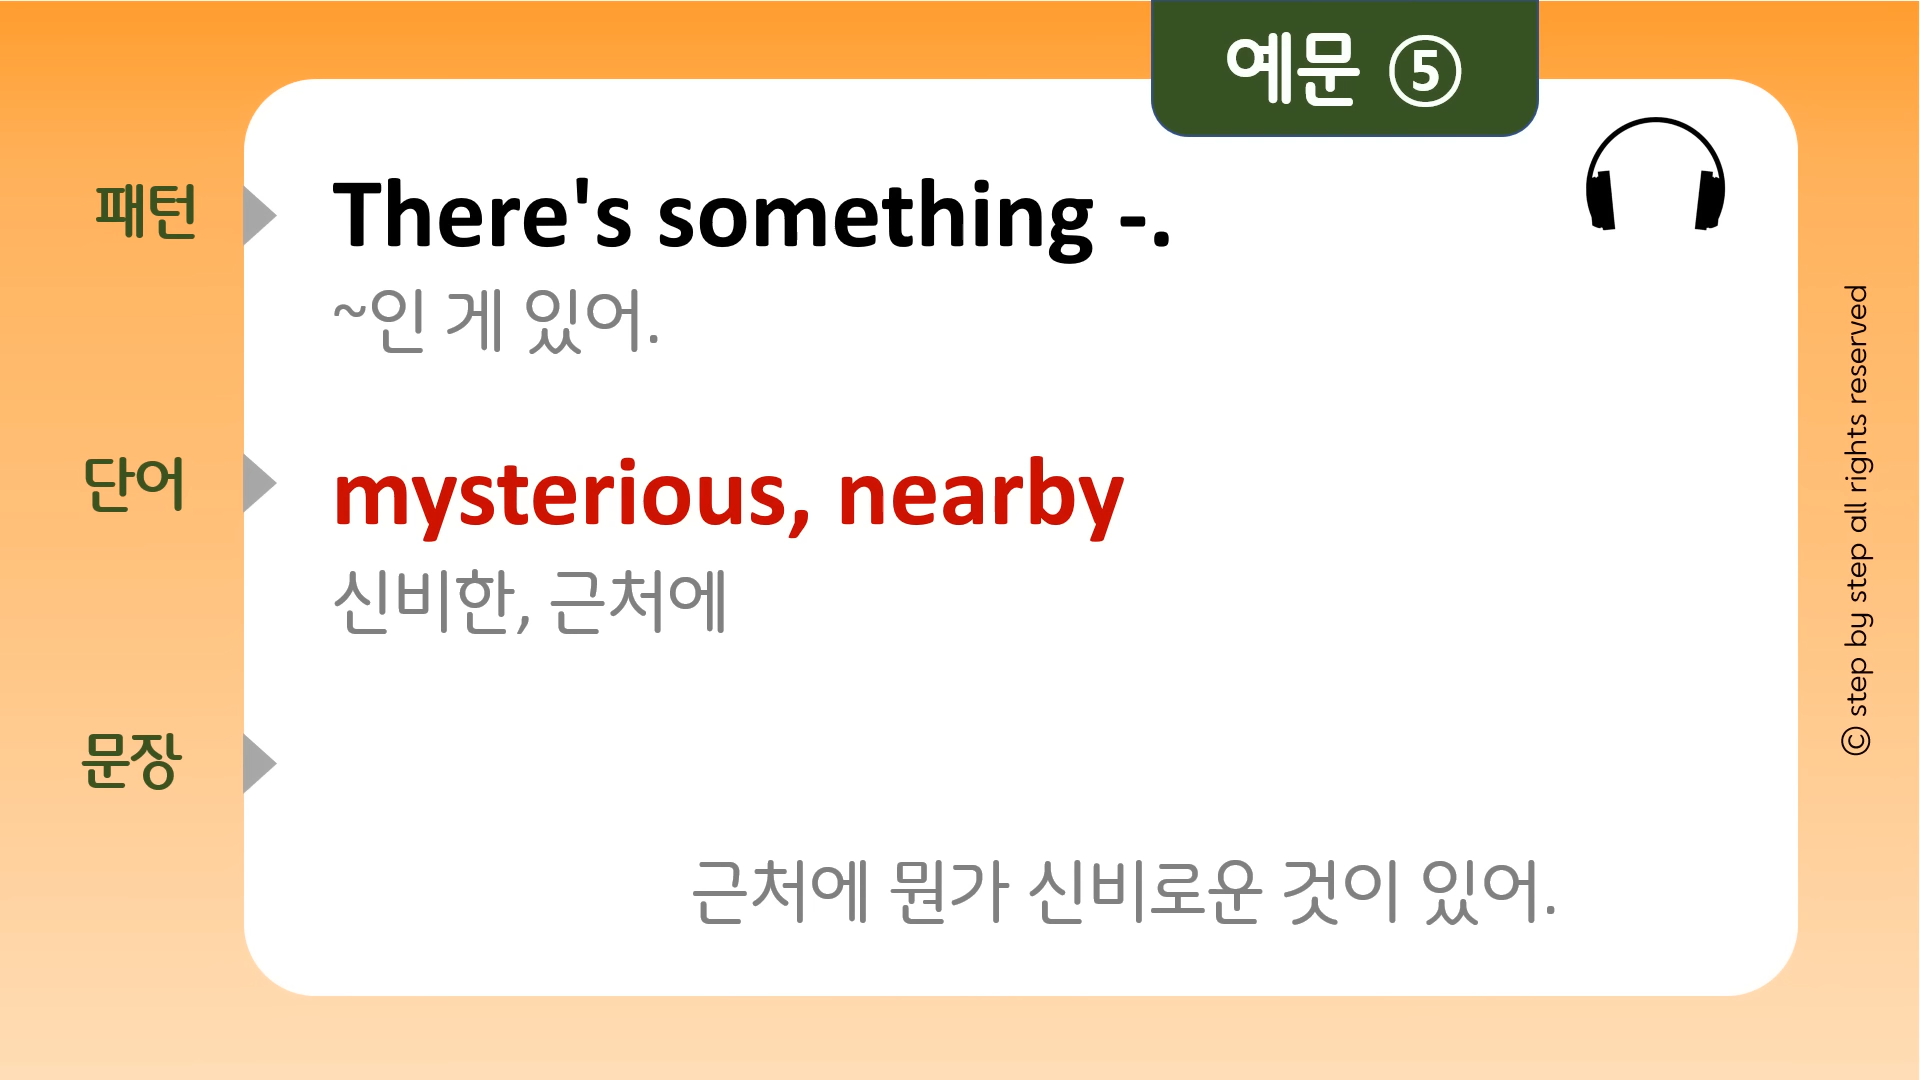 예문 ⑤
패턴
There's something -.
~인 게 있어.
단어
mysterious, nearby
신비한, 근처에
문장
근처에 뭔가 신비로운 것이 있어.
© step by step all rights reserved